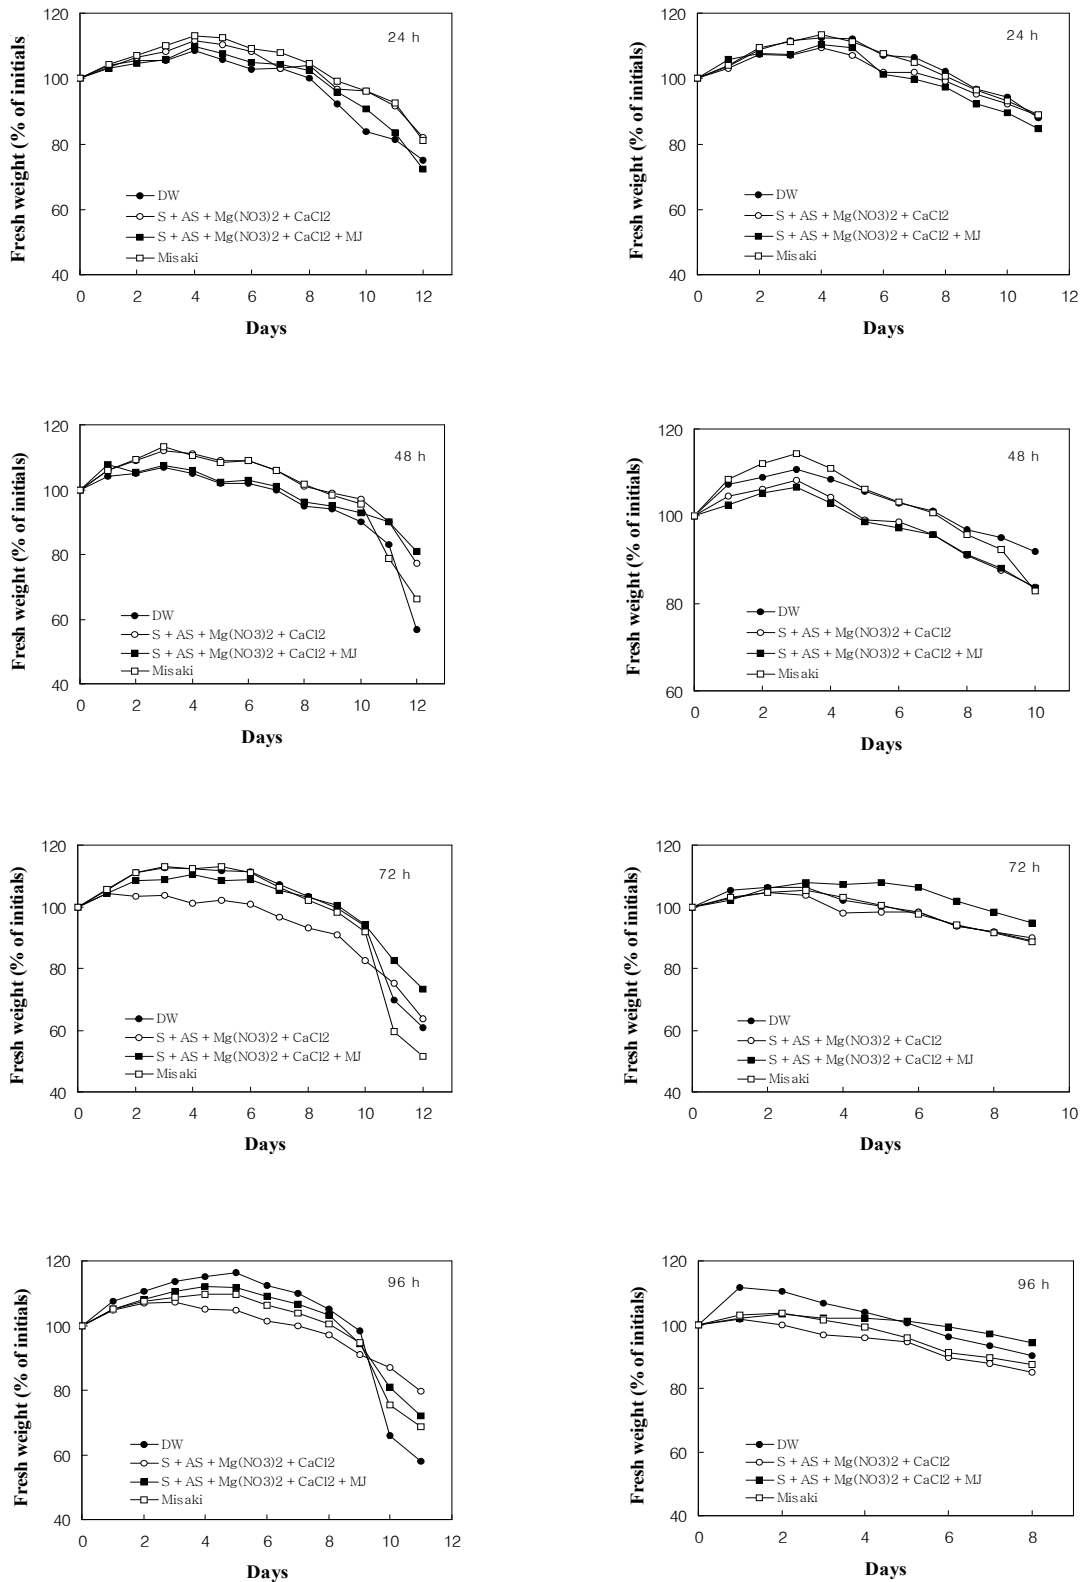 120
100
80
60
40
Fresh weight (% of initials)
24 h
DW
S + AS + Mg(NO3)2 + CaCl2
S + AS + Mg(NO3)2 + CaCl2 + MJ
Misaki
0 2 4 6 8 10 12
Days
120
100
80
60
40
Fresh weight (% of initials)
24 h
DW
S + AS + Mg(NO3)2 + CaCl2
S + AS + Mg(NO3)2 + CaCl2 + MJ
Misaki
0 2 4 6 8 10 12
Days
120
100
80
60
40
Fresh weight (% of initials)
48 h
DW
S + AS + Mg(NO3)2 + CaCl2
S + AS + Mg(NO3)2 + CaCl2 + MJ
Misaki
0 2 4 6 8 10 12
Days
120
100
80
60
Fresh weight (% of initials)
48 h
DW
S + AS + Mg(NO3)2 + CaCl2
S + AS + Mg(NO3)2 + CaCl2 + MJ
Misaki
0 2 4 6 8 10
Days
120
100
80
60
40
Fresh weight (% of initials)
72 h
DW
S + AS + Mg(NO3)2 + CaCl2
S + AS + Mg(NO3)2 + CaCl2 + MJ
Misaki
0 2 4 6 8 10 12
Days
120
100
80
60
40
Fresh weight (% of initials)
72 h
DW
S + AS + Mg(NO3)2 + CaCl2
S + AS + Mg(NO3)2 + CaCl2 + MJ
Misaki
0 2 4 6 8 10
Days
120
100
80
60
40
Fresh weight (% of initials)
96 h
DW
S + AS + Mg(NO3)2 + CaCl2
S + AS + Mg(NO3)2 + CaCl2 + MJ
Misaki
0 2 4 6 8 10 12
Days
120
100
80
60
40
Fresh weight (% of initials)
96 h
DW
S + AS + Mg(NO3)2 + CaCl2
S + AS + Mg(NO3)2 + CaCl2 + MJ
Misaki
0 2 4 6 8
Days